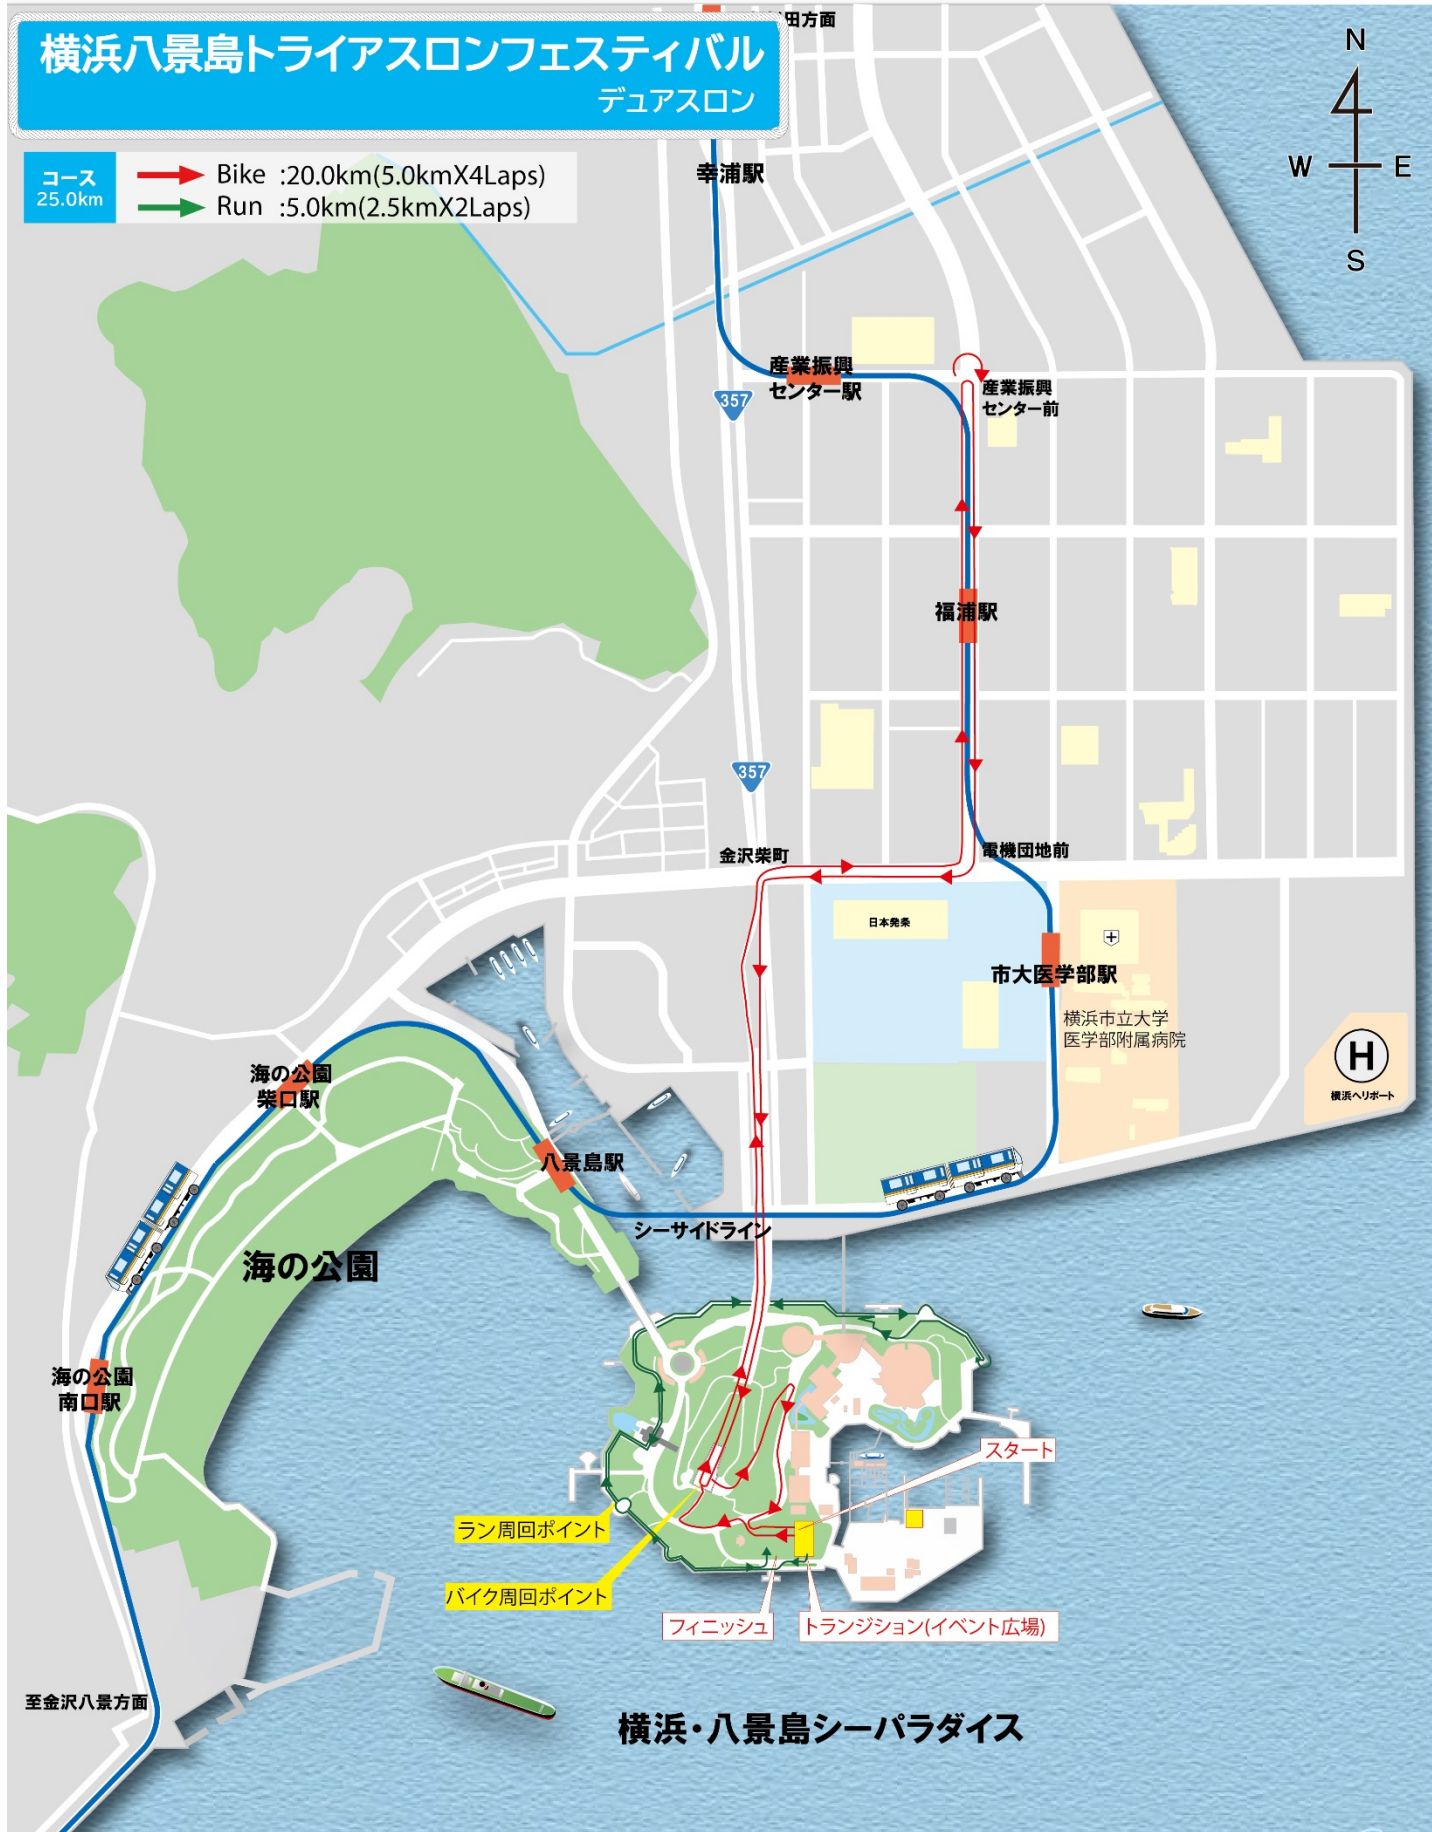 田方面
横浜八景島トライアスロンフェスティバル
デュアスロン
N
W
E
S
コース
25.0km
Bike :20.0km(5.0kmX4Laps)
Run :5.0km(2.5kmX2Laps)
幸浦駅
産業振興
センター駅
産業振興
センター前
357
福浦駅
357
金沢柴町
電機団地前
日本発条
市大医学部駅
横浜市立大学
医学部附属病院
H
横浜ヘリポート
海の公園
柴口駅
八景島駅
シーサイドライン
海の公園
海の公園
南口駅
スタート
ラン周回ポイント
バイク周回ポイント
フィニッシュ
トランジション(イベント広場)
至金沢八景方面
横浜・八景島シーパラダイス